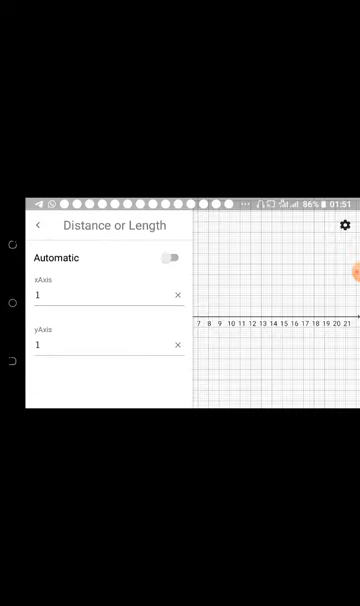 86% 01:51
Distance or Length
Automatic
xAxis
1
yAxis
1
7 8 9 10 11 12 13 14 15 16 17 18 19 20 21